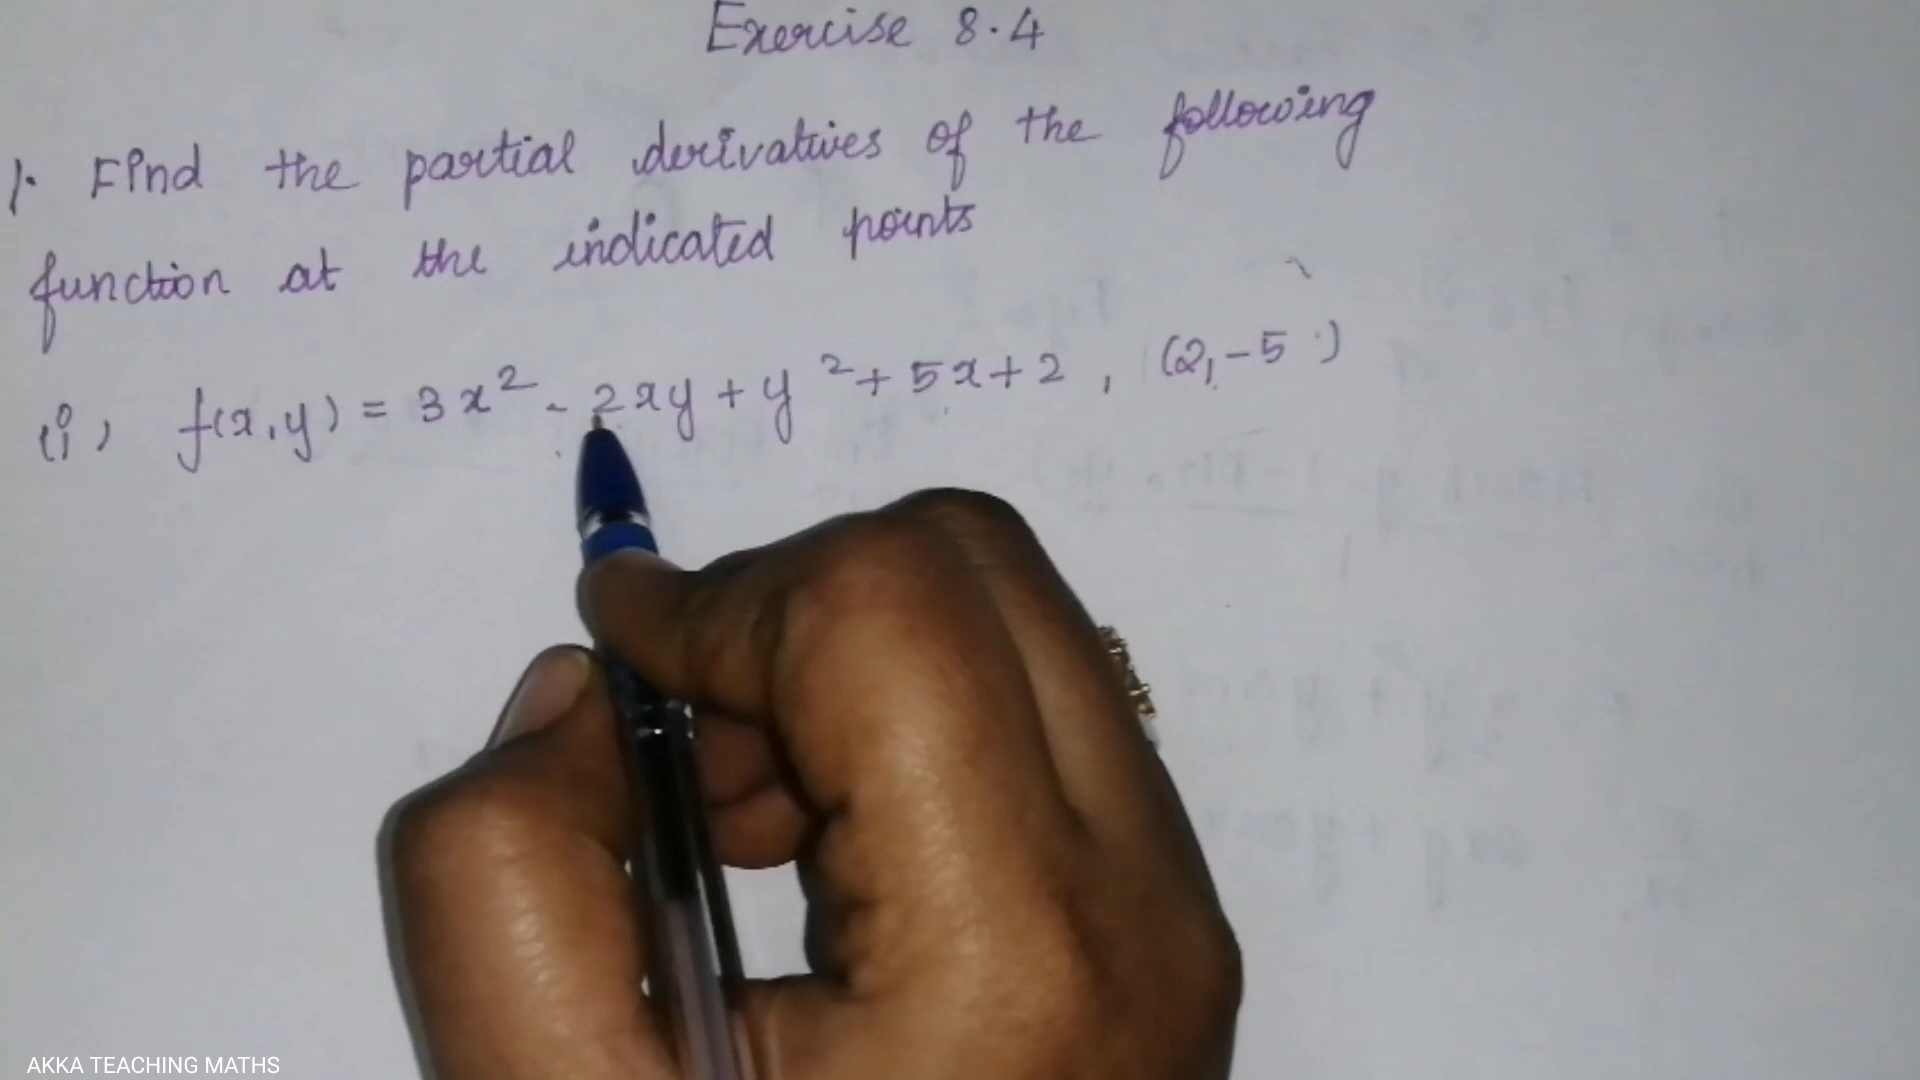 Exercise 8.4
1. Find the partial derivatives of the following
function at the indicated points
(i) f(x,y) = 3x² - 2xy + y² + 5x + 2, (2, -5)
AKKA TEACHING MATHS